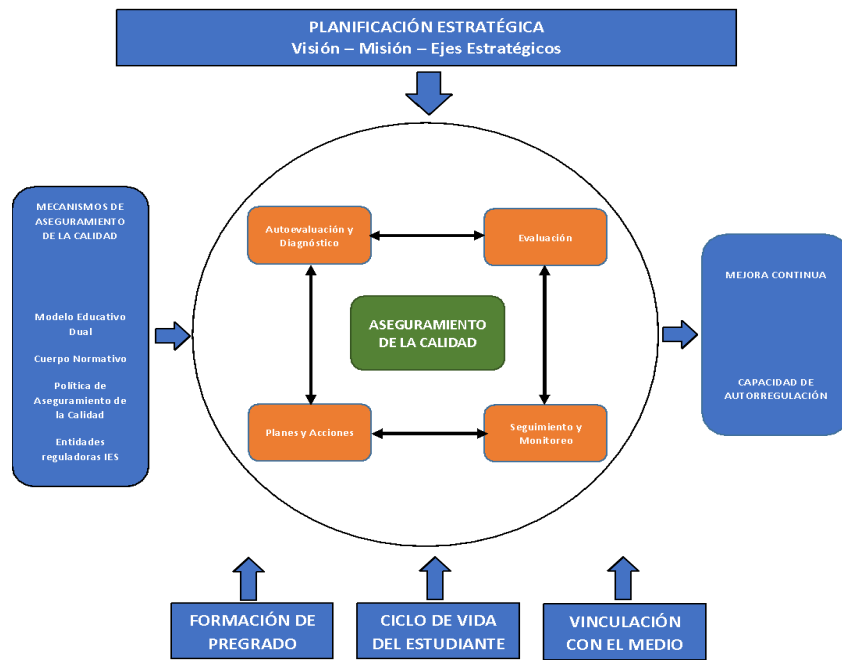 PLANIFICACIÓN ESTRATÉGICA
Visión – Misión – Ejes Estratégicos
MECANISMOS DE
ASEGURAMIENTO
DE LA CALIDAD
Modelo Educativo
Dual
Cuerpo Normativo
Política de
Aseguramiento de
la Calidad
Entidades
reguladoras IES
Autoevaluación y
Diagnóstico
Evaluación
ASEGURAMIENTO
DE LA CALIDAD
Planes y Acciones
Seguimiento y
Monitoreo
MEJORA CONTINUA
CAPACIDAD DE
AUTORREGULACIÓN
FORMACIÓN DE
PREGRADO
CICLO DE VIDA
DEL ESTUDIANTE
VINCULACIÓN
CON EL MEDIO